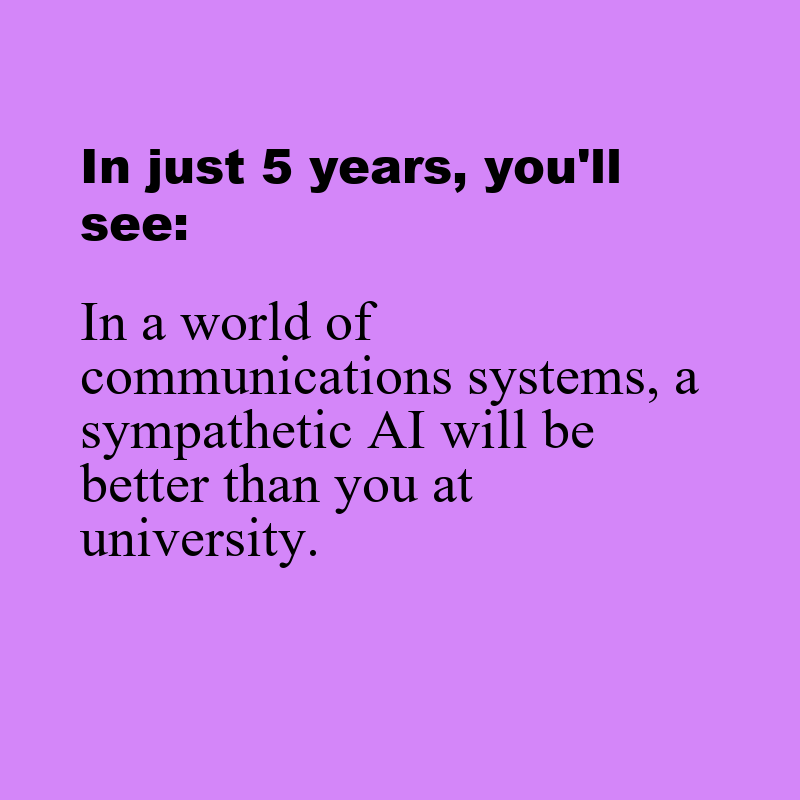 In just 5 years, you'll
see:
In a world of
communications systems, a
sympathetic AI will be
better than you at
university.